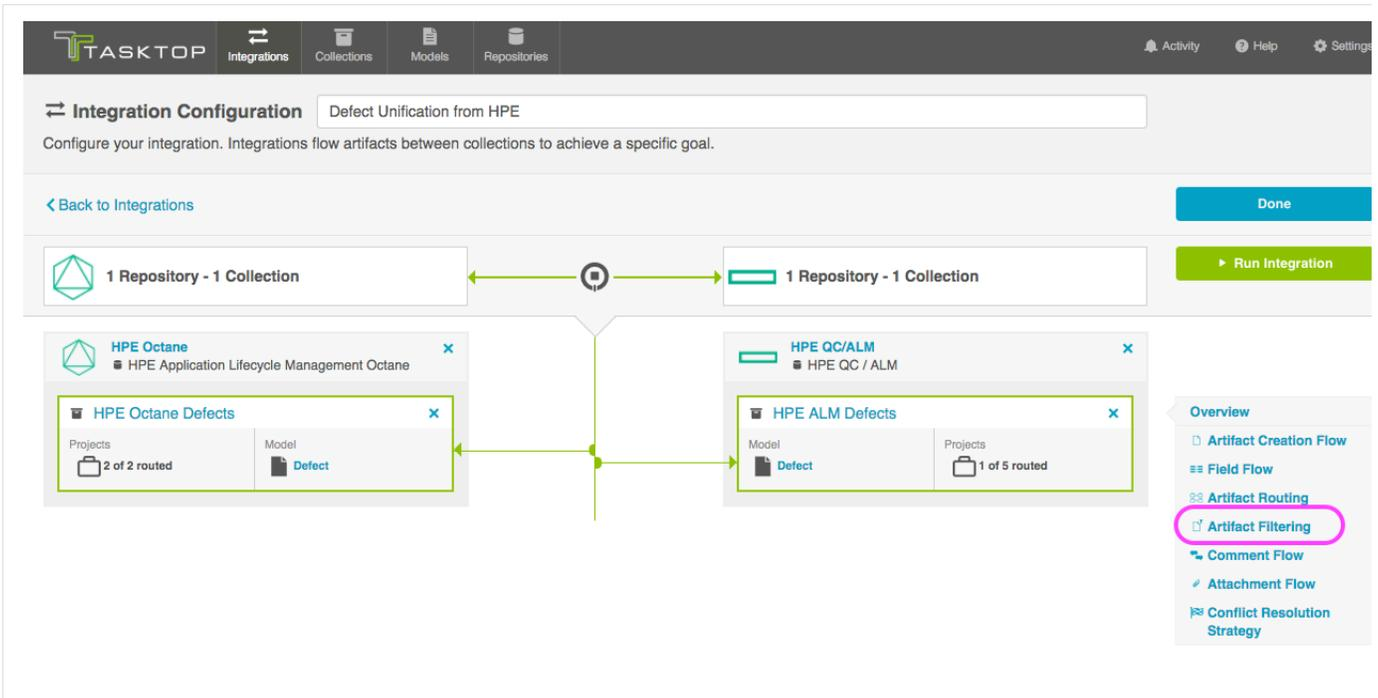 TASKTOP
Integrations
Collections
Models
Repositories
Activity
Help
Settings
Integration Configuration
Defect Unification from HPE
Configure your integration. Integrations flow artifacts between collections to achieve a specific goal.
Back to Integrations
Done
1 Repository - 1 Collection
1 Repository - 1 Collection
Run Integration
HPE Octane
HPE Application Lifecycle Management Octane
HPE QC/ALM
HPE QC / ALM
HPE Octane Defects
Projects
2 of 2 routed
Model
Defect
HPE ALM Defects
Model
Defect
Projects
1 of 5 routed
Overview
Artifact Creation Flow
Field Flow
Artifact Routing
Artifact Filtering
Comment Flow
Attachment Flow
Conflict Resolution
Strategy